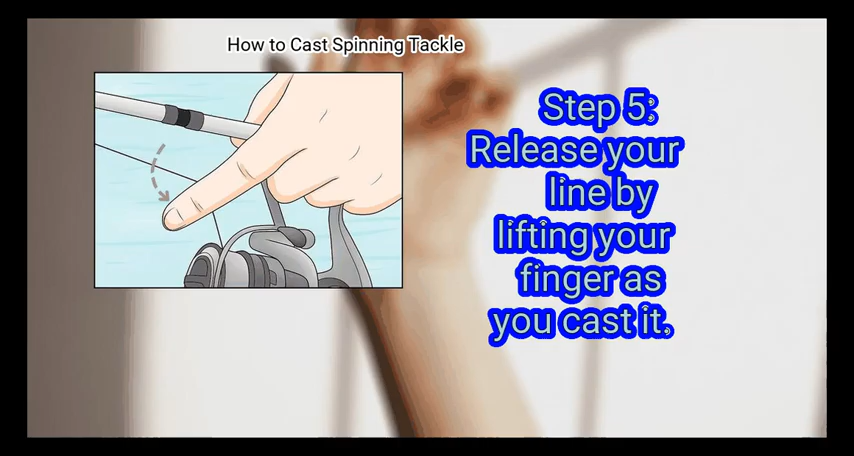 How to Cast Spinning Tackle
Step 5:
Release your
line by
lifting your
finger as
you cast it.